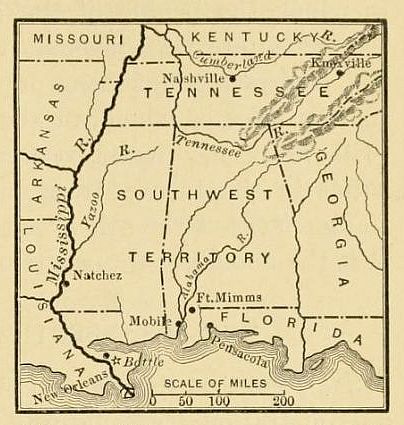 MISSOURI
KENTUCKY
R.
Cumberland
Knoxville
Nashville
TENNESSEE
ARKANSAS
R.
R.
Tennessee
R.
Mississippi
Yazoo
SOUTHWEST
GEORGIA
LOUISIANA
TERRITORY
R.
Alabama
Natchez
Ft. Mimms
Mobile
FLORIDA
Pensacola
Battle
New Orleans
SCALE OF MILES
0 50 100 200